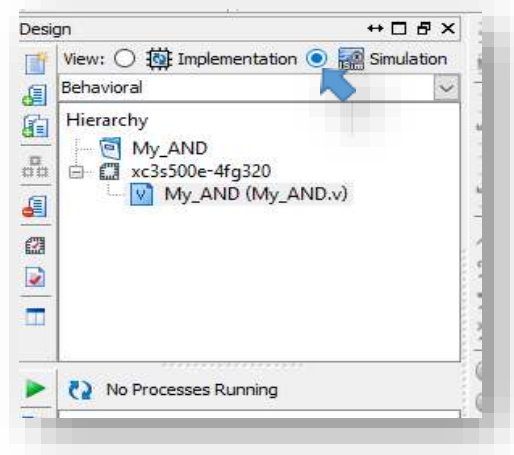 Design
View: Implementation Simulation
Behavioral
Hierarchy
My_AND
xc3s500e-4fg320
My_AND (My_AND.v)
No Processes Running